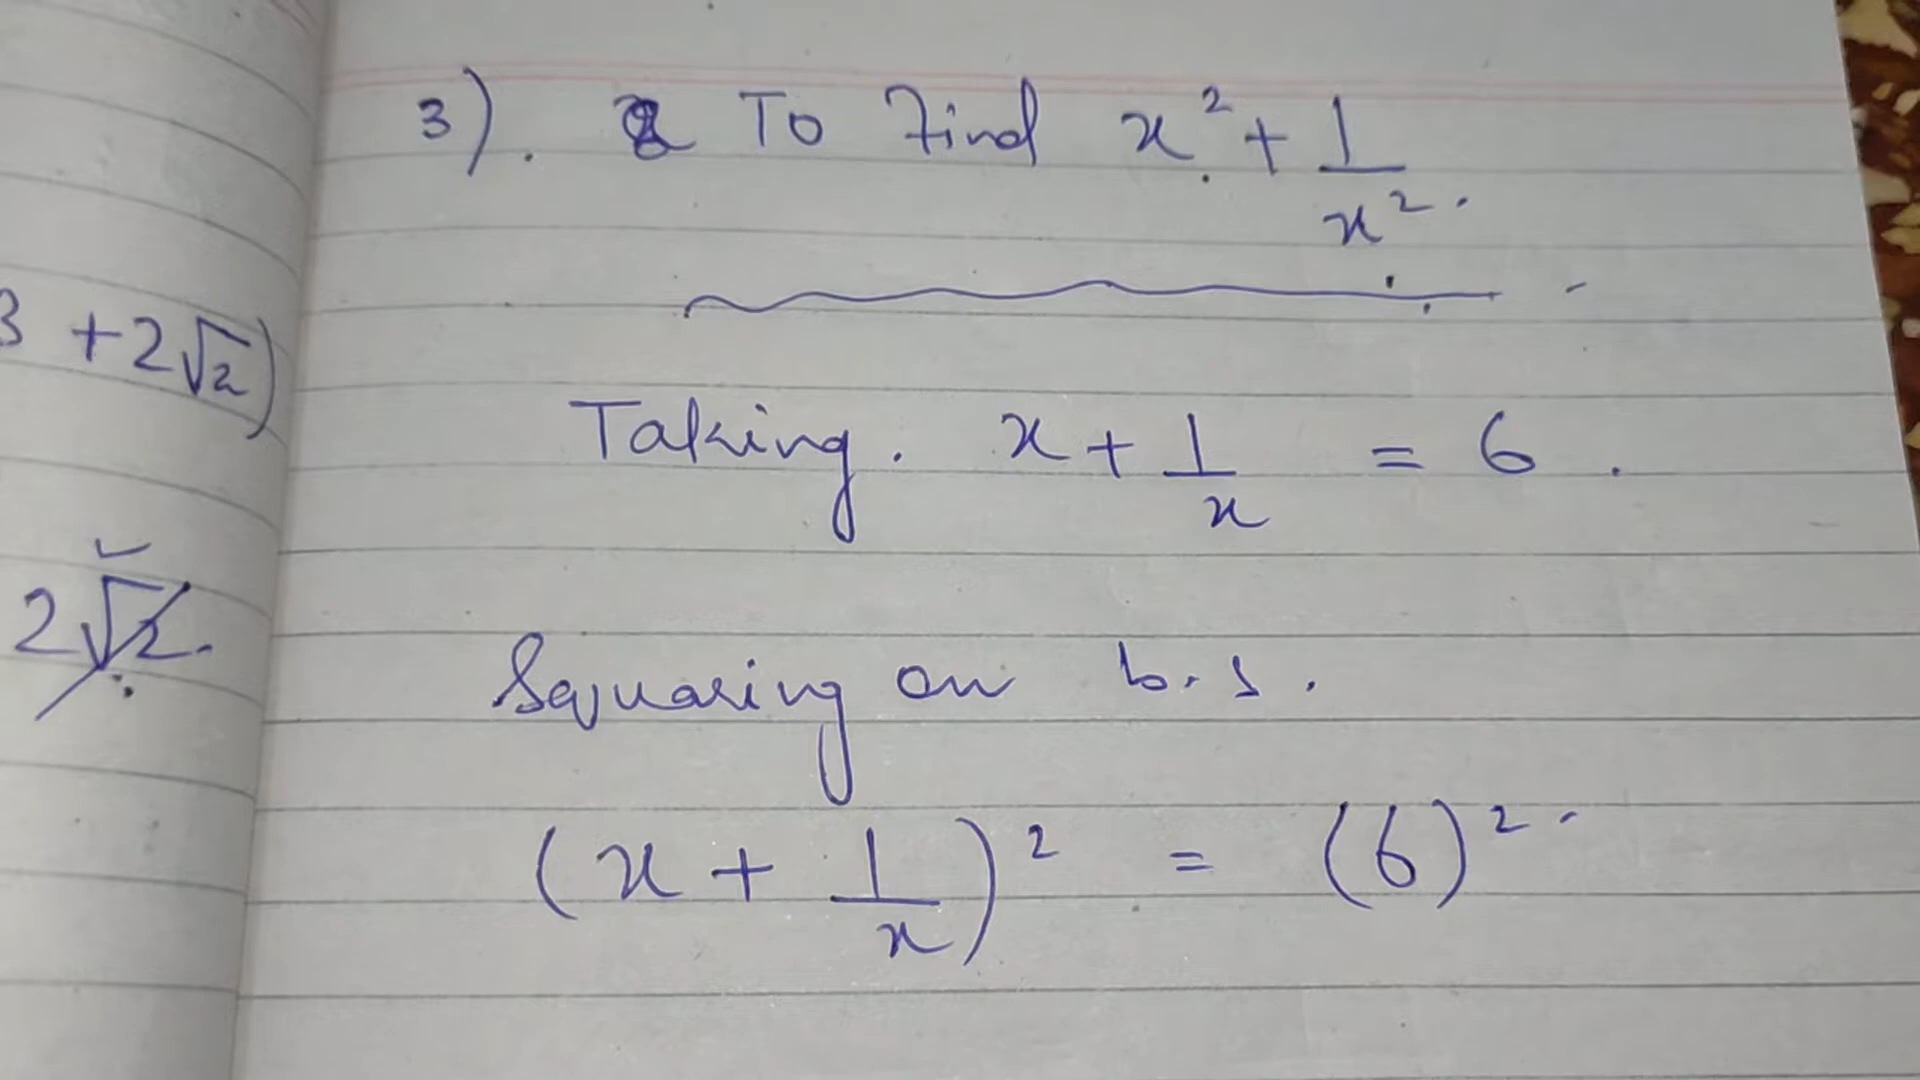 3 + 2√2)
2√2.
3). To find x² + 1/x².
Taking. x + 1/x = 6.
Squaring on b.s.
(x + 1/x)² = (6)²